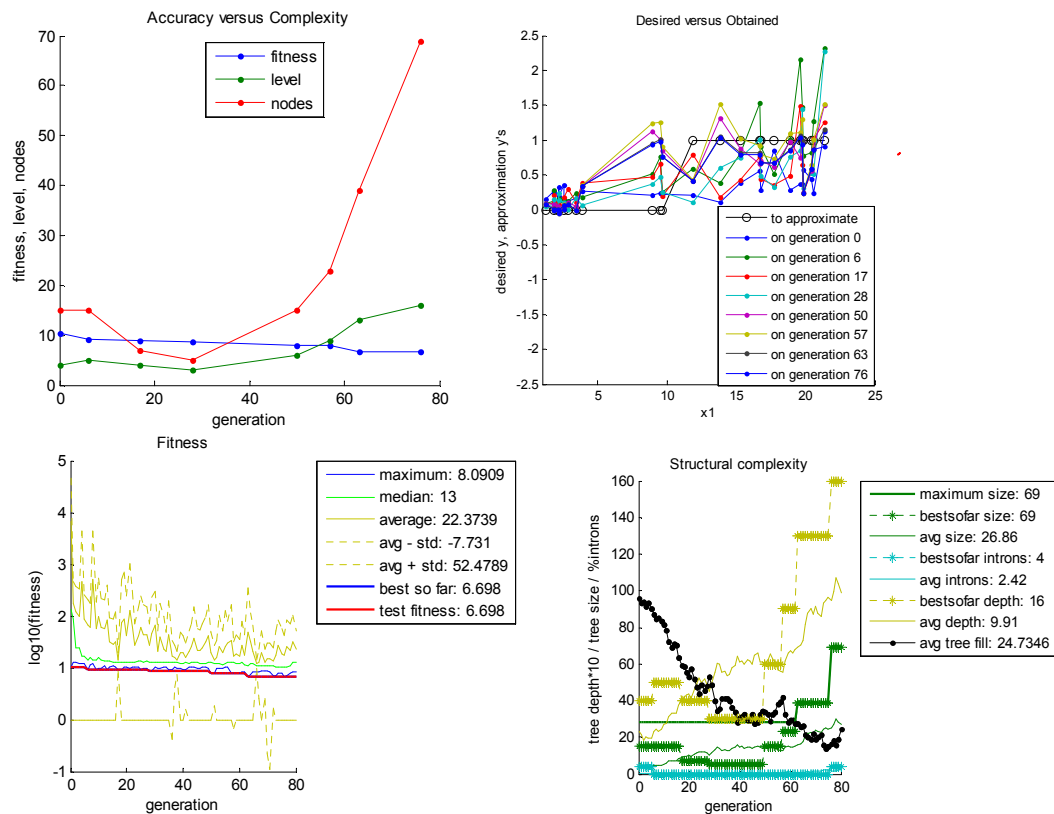 Accuracy versus Complexity
70
60
50
40
30
20
10
0
fitness, level, nodes
fitness
level
nodes
0 20 40 60 80
generation
Desired versus Obtained
2.5
2
1.5
1
0.5
0
-0.5
-1
-1.5
-2
-2.5
desired y, approximation y's
to approximate
on generation 0
on generation 6
on generation 17
on generation 28
on generation 50
on generation 57
on generation 63
on generation 76
5 10 15 20 25
x1
Fitness
5
4
3
2
1
0
-1
log10(fitness)
0 20 40 60 80
generation
maximum: 8.0909
median: 13
average: 22.3739
avg - std: -7.731
avg + std: 52.4789
best so far: 6.698
test fitness: 6.698
Structural complexity
160
140
120
100
80
60
40
20
0
tree depth*10 / tree size / %introns
0 20 40 60 80
generation
maximum size: 69
bestsofar size: 69
avg size: 26.86
bestsofar introns: 4
avg introns: 2.42
bestsofar depth: 16
avg depth: 9.91
avg tree fill: 24.7346